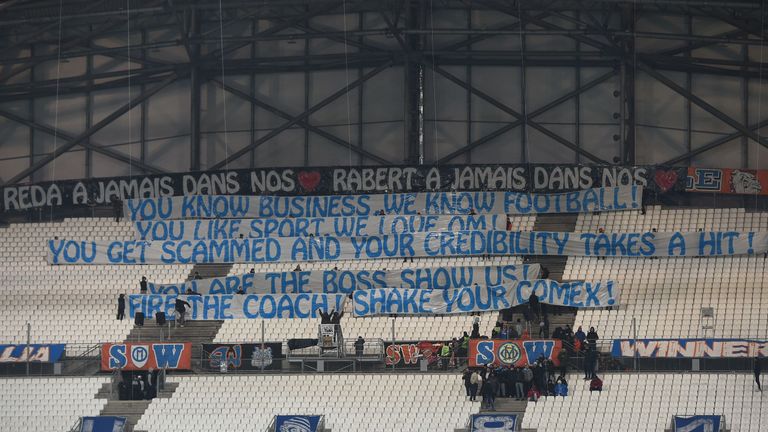 REDA A JAMAIS DANS NOS ❤ RABERT A JAMAIS DANS NOS ❤
YOU KNOW BUSINESS WE KNOW FOOTBALL!
YOU LIKE SPORT WE LOVE OM!
YOU GET SCAMMED AND YOUR CREDIBILITY TAKES A HIT!
YOU ARE THE BOSS SHOW US!
FIRE THE COACH! SHAKE YOUR COMEX!
S W
SW
S W
WINNER